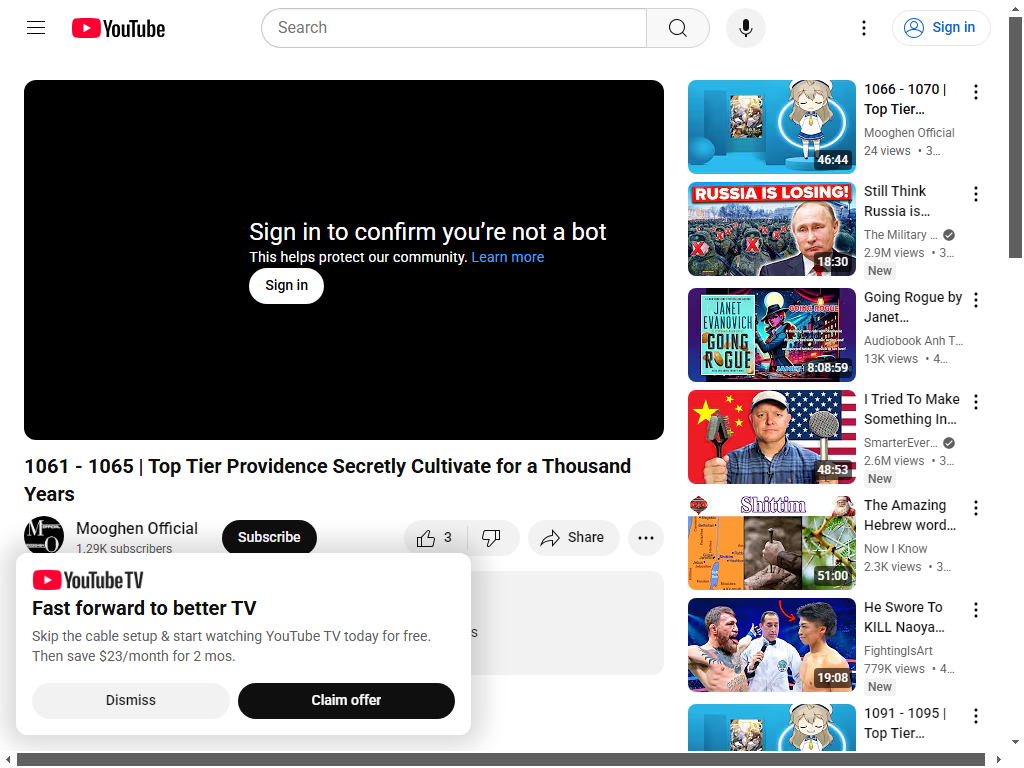 YouTube
Search
Sign in
Sign in to confirm you’re not a bot
This helps protect our community. Learn more
Sign in
1061 - 1065 | Top Tier Providence Secretly Cultivate for a Thousand
Years
Mooghen Official
1.29K subscribers
Subscribe
3
Share
s
YouTube TV
Fast forward to better TV
Skip the cable setup & start watching YouTube TV today for free.
Then save $23/month for 2 mos.
Dismiss
Claim offer
46:44
1066 - 1070 |
Top Tier…
Mooghen Official
24 views • 3…
RUSSIA IS LOSING!
18:30
Still Think
Russia is…
The Military …
2.9M views • 3…
New
JANET
EVANOVICH
GOING
ROGUE
GOING ROGUE
8:08:59
Going Rogue by
Janet…
Audiobook Anh T…
13K views • 4…
48:53
I Tried To Make
Something In…
SmarterEver…
2.6M views • 3…
New
Shittim
51:00
The Amazing
Hebrew word…
Now I Know
2.3K views • 3…
19:08
He Swore To
KILL Naoya…
FightingIsArt
779K views • 4…
New
1091 - 1095 |
Top Tier…